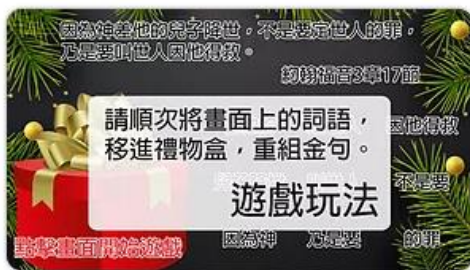 因為神差他的兒子降世，不是要定世人的罪，
乃是要叫世人因他得救。
約翰福音3章17節
請順次將畫面上的詞語，
移進禮物盒，重組金句。
因他得救
不是要
遊戲玩法
點擊畫面開始遊戲
因為神
乃是要
的罪